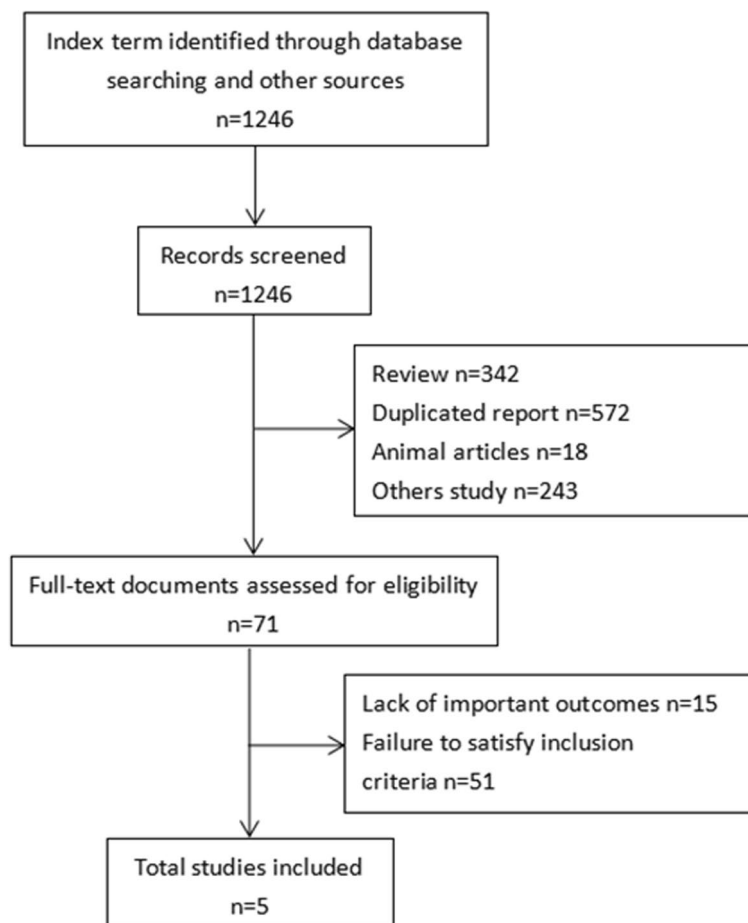 Index term identified through database
searching and other sources
n=1246
Records screened
n=1246
Review n=342
Duplicated report n=572
Animal articles n=18
Others study n=243
Full-text documents assessed for eligibility
n=71
Lack of important outcomes n=15
Failure to satisfy inclusion
criteria n=51
Total studies included
n=5